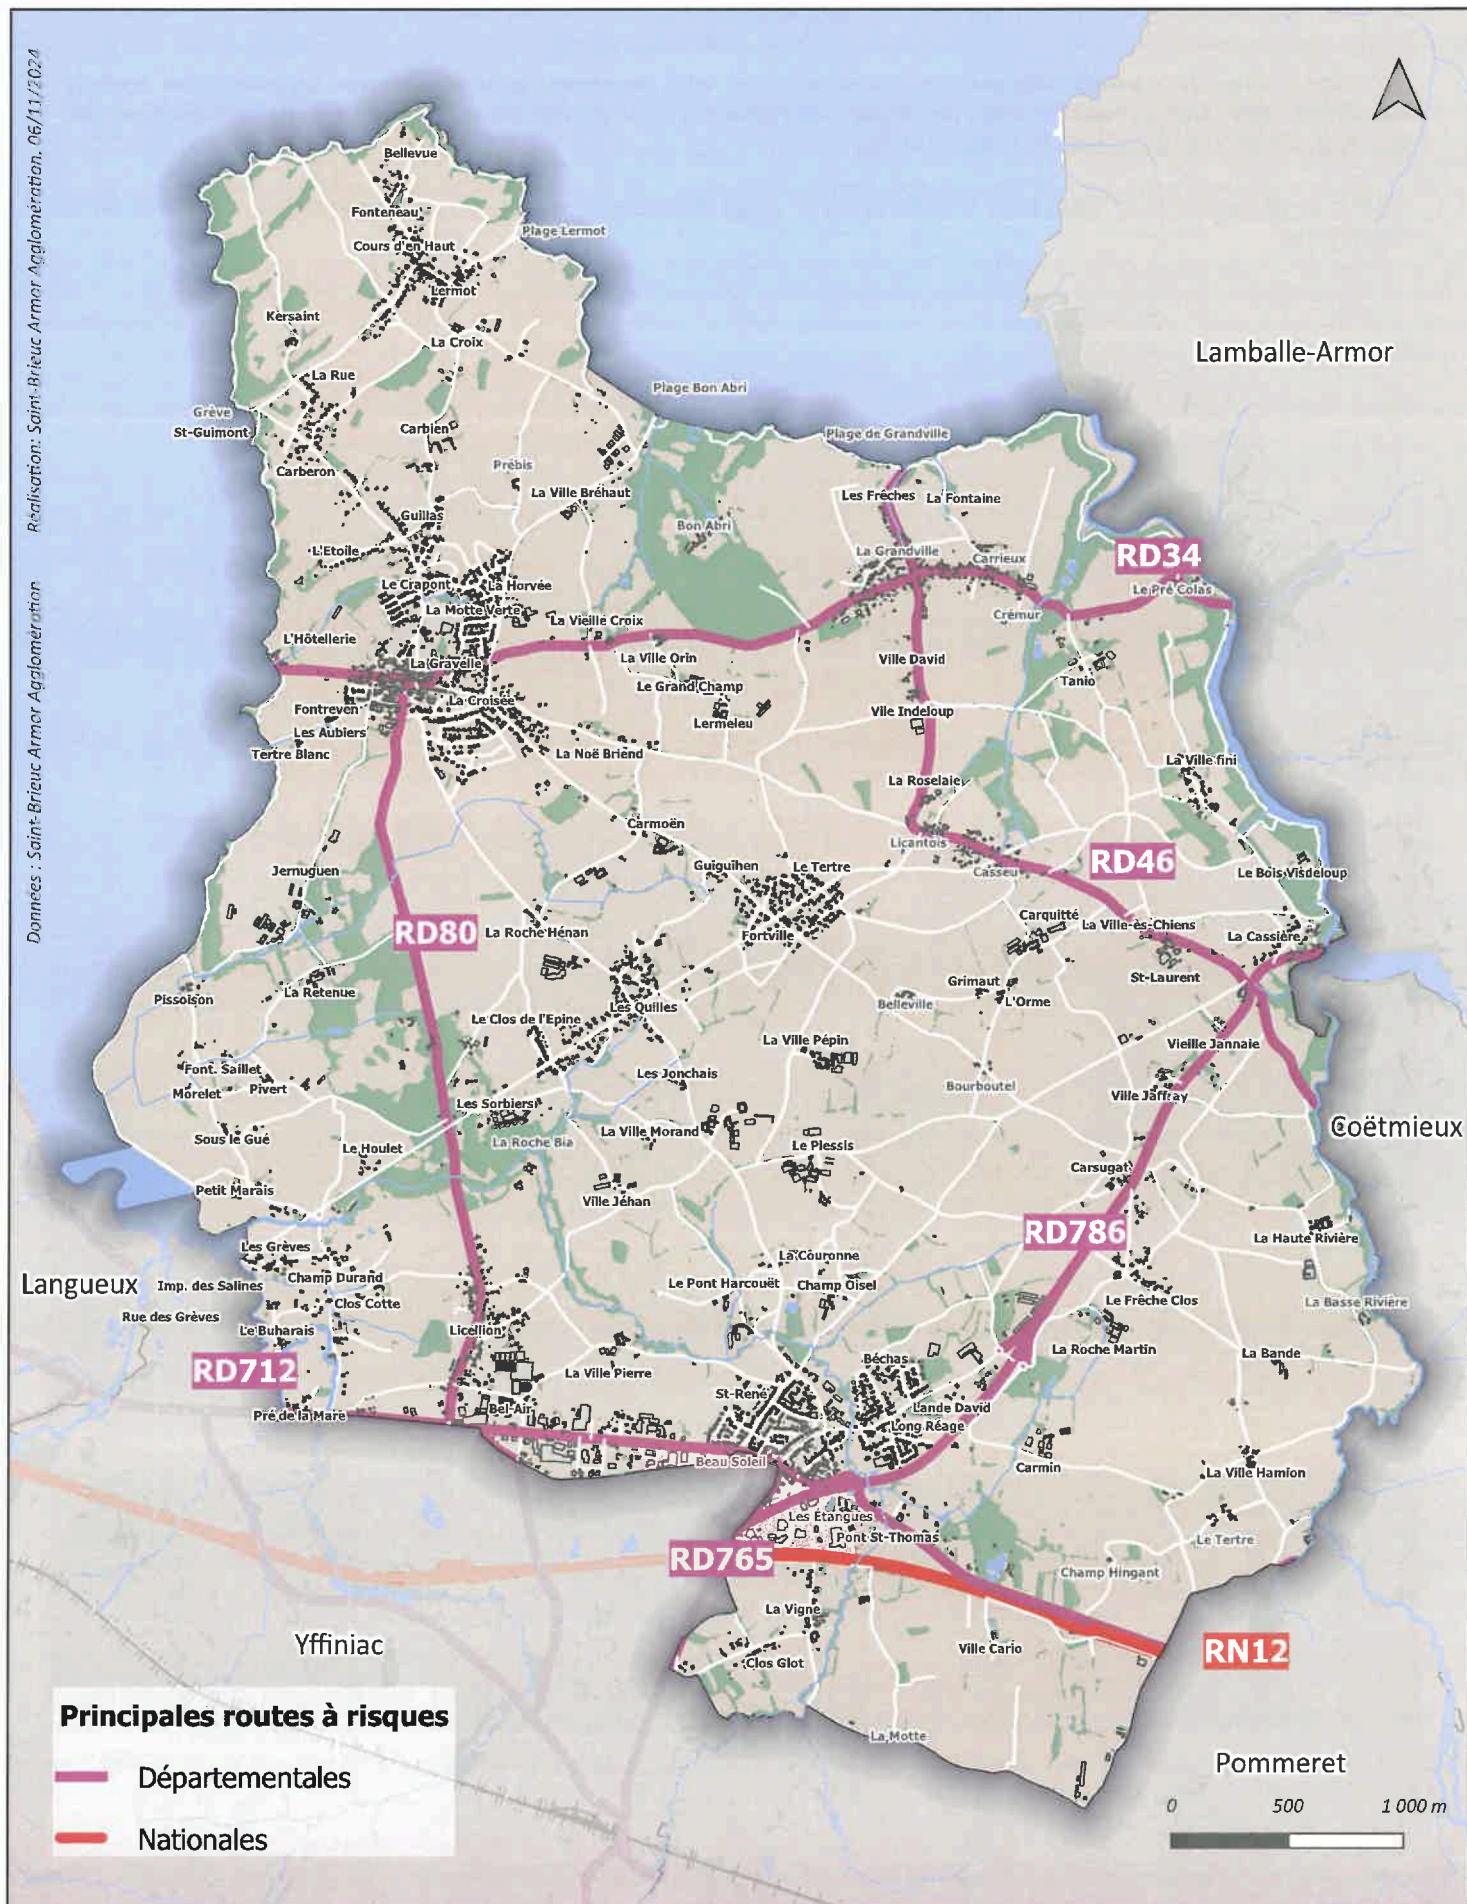 Données : Saint-Brieuc Armor Agglomération    Réalisation: Saint-Brieuc Armor Agglomération. 06/11/2024
Bellevue
Fonteneau
Plage Lermot
Cours d'en Haut
Lermot
Kersaint
La Croix
Lamballe-Armor
La Rue
Plage Bon Abri
Grève
St-Guimont
Carbien
Plage de Grandville
Prébis
Carberon
La Ville Bréhaut
Les Frêches
La Fontaine
Guillas
Bon Abri
L'Etoile
La Grandville
Carrieux
RD34
Le Crapont
La Horvée
Le Pré Colas
La Motte Verte
La Vieille Croix
Crémur
L'Hôtellerie
La Gravelle
La Ville Orin
Ville David
Tanio
Le Grand Champ
La Croisée
Fontreven
Lermeleu
Vile Indeloup
Les Aubiers
Tertre Blanc
La Noë Briend
La Ville fini
La Roselaie
Carmoën
Licantois
RD46
Guiguihen
Le Tertre
Jernuguen
Casseu
Le Bois Visdeloup
Carquitté
La Ville-ès-Chiens
RD80
La Roche Hénan
Fortville
La Cassière
Grimaut
St-Laurent
Pissoison
La Retenue
L'Orme
Belleville
Les Quilles
Le Clos de l'Epine
La Ville Pépin
Vieille Jannaie
Font. Saillet
Les Jonchais
Morelet
Pivert
Bourboutel
Ville Jaffray
Les Sorbiers
Coëtmieux
Sous le Gué
La Roche Bia
La Ville Morand
Le Houlet
Le Plessis
Carsugat
Petit Marais
Ville Jéhan
RD786
La Haute Rivière
Les Grèves
La Couronne
Langueux
Imp. des Salines
Champ Durand
Le Pont Harcouët
Champ Oisel
Clos Cotte
Le Frêche Clos
La Basse Rivière
Rue des Grèves
Le Buharais
Licellion
La Roche Martin
La Bande
RD712
La Ville Pierre
Béchas
St-René
Pré de la Mare
Bel-Air
Lande David
Long Réage
Beau Soleil
Carmin
La Ville Hamion
Les Etangues
Pont St-Thomas
Le Tertre
RD765
Champ Hingant
La Vigne
Yffiniac
Ville Cario
RN12
Clos Glot
La Motte
Principales routes à risques
Départementales
Nationales
Pommeret
0 500 1 000 m